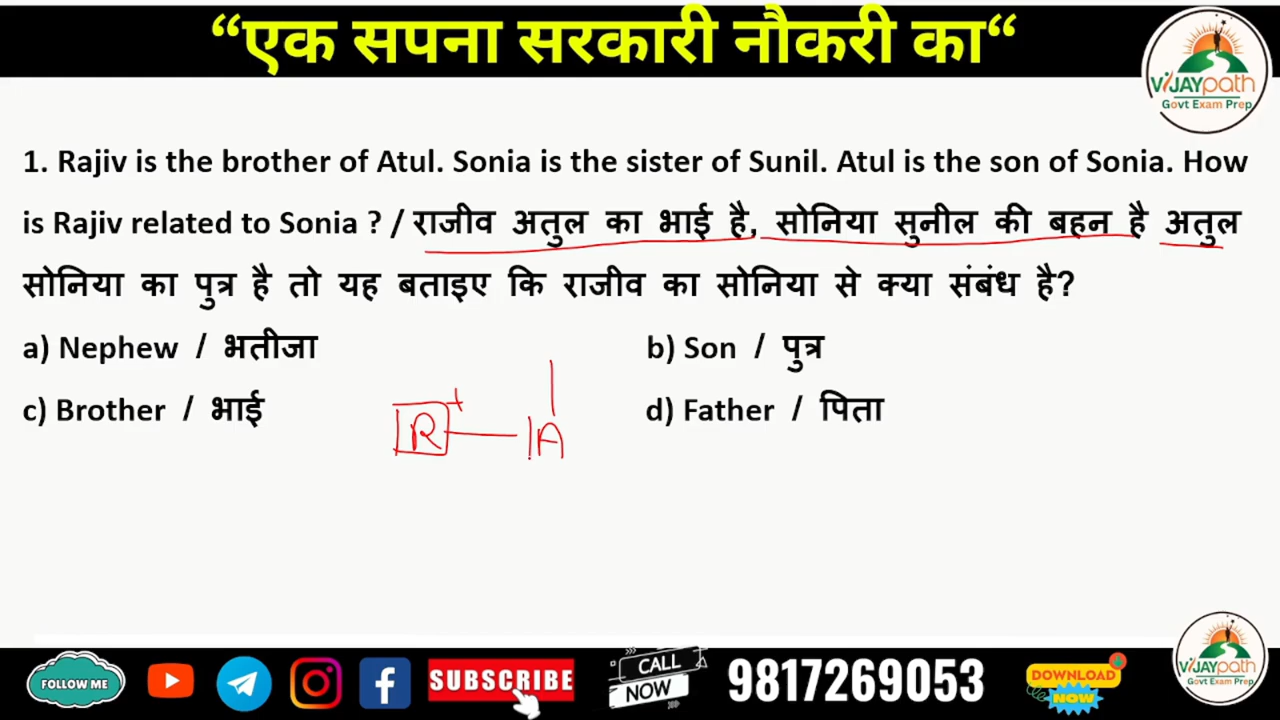 “एक सपना सरकारी नौकरी का“
VIJAYpath
Govt Exam Prep
1. Rajiv is the brother of Atul. Sonia is the sister of Sunil. Atul is the son of Sonia. How
is Rajiv related to Sonia ? / राजीव अतुल का भाई है, सोनिया सुनील की बहन है अतुल
सोनिया का पुत्र है तो यह बताइए कि राजीव का सोनिया से क्या संबंध है?
a) Nephew / भतीजा
b) Son / पुत्र
c) Brother / भाई
d) Father / पिता
R + A
VIJAYpath
Govt Exam Prep
FOLLOW ME
SUBSCRIBE
CALL
NOW
9817269053
DOWNLOAD
NOW